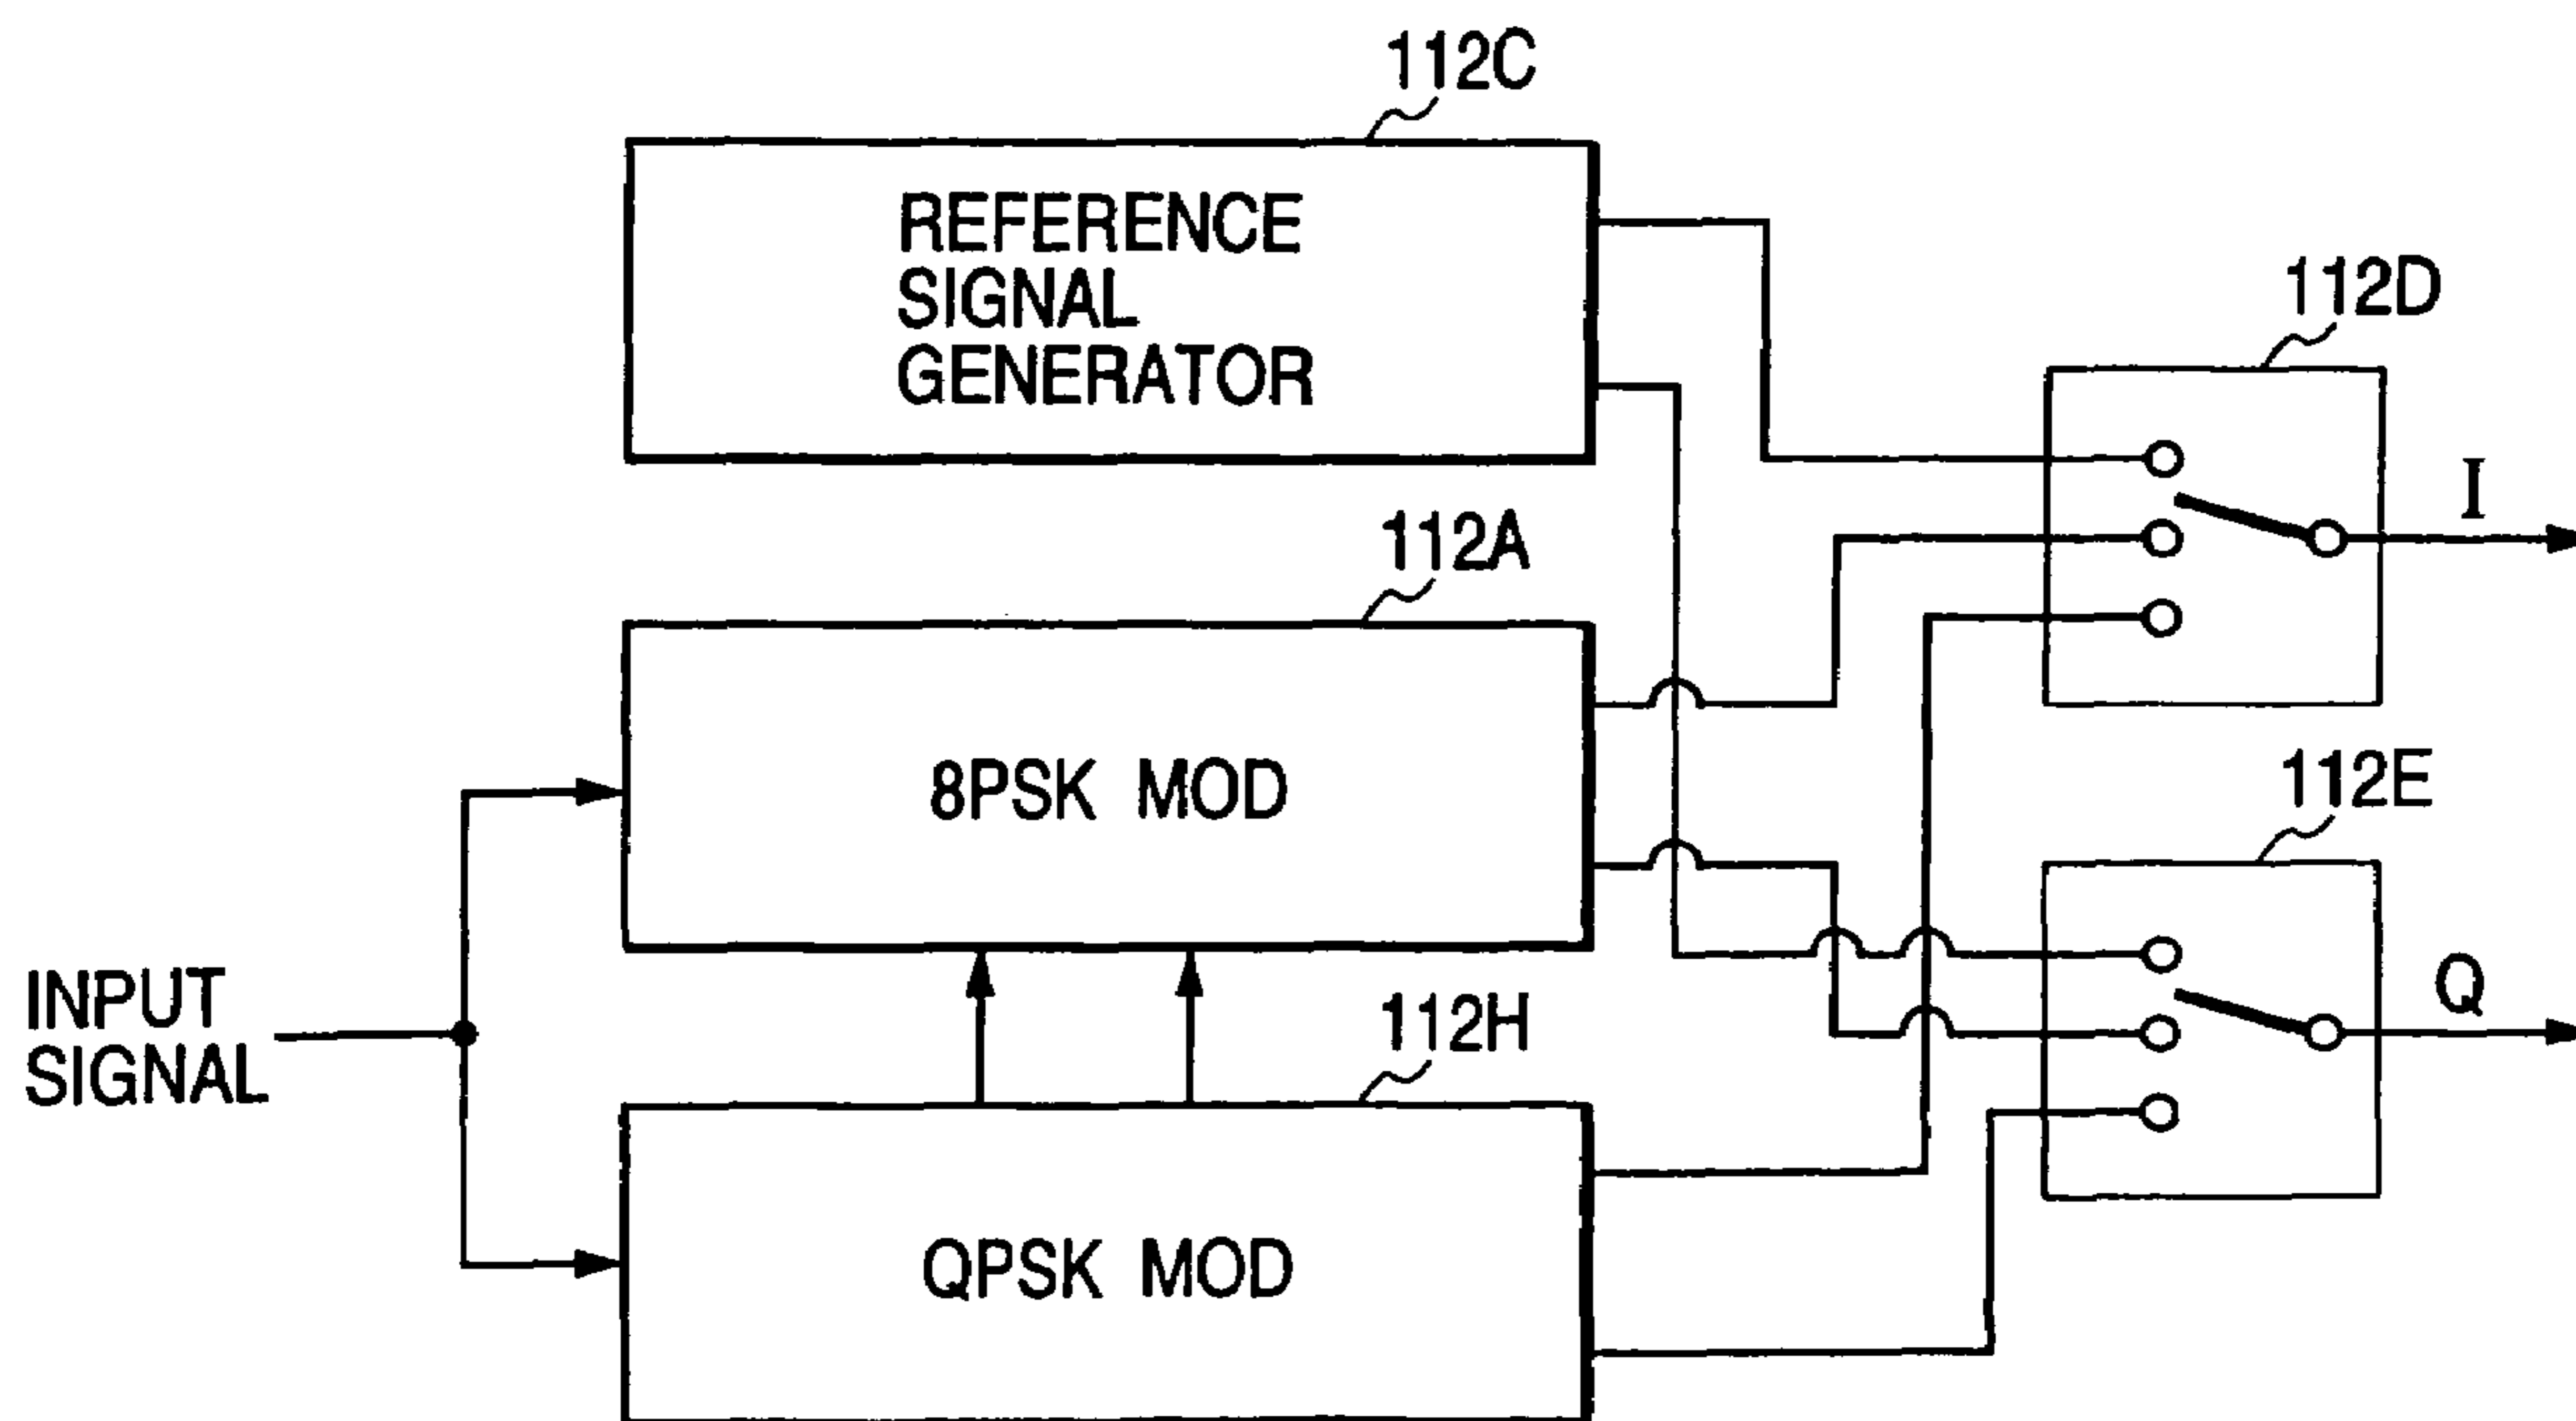 112C
REFERENCE
SIGNAL
GENERATOR
112D
I
112A
8PSK MOD
112E
INPUT
SIGNAL
Q
112H
QPSK MOD